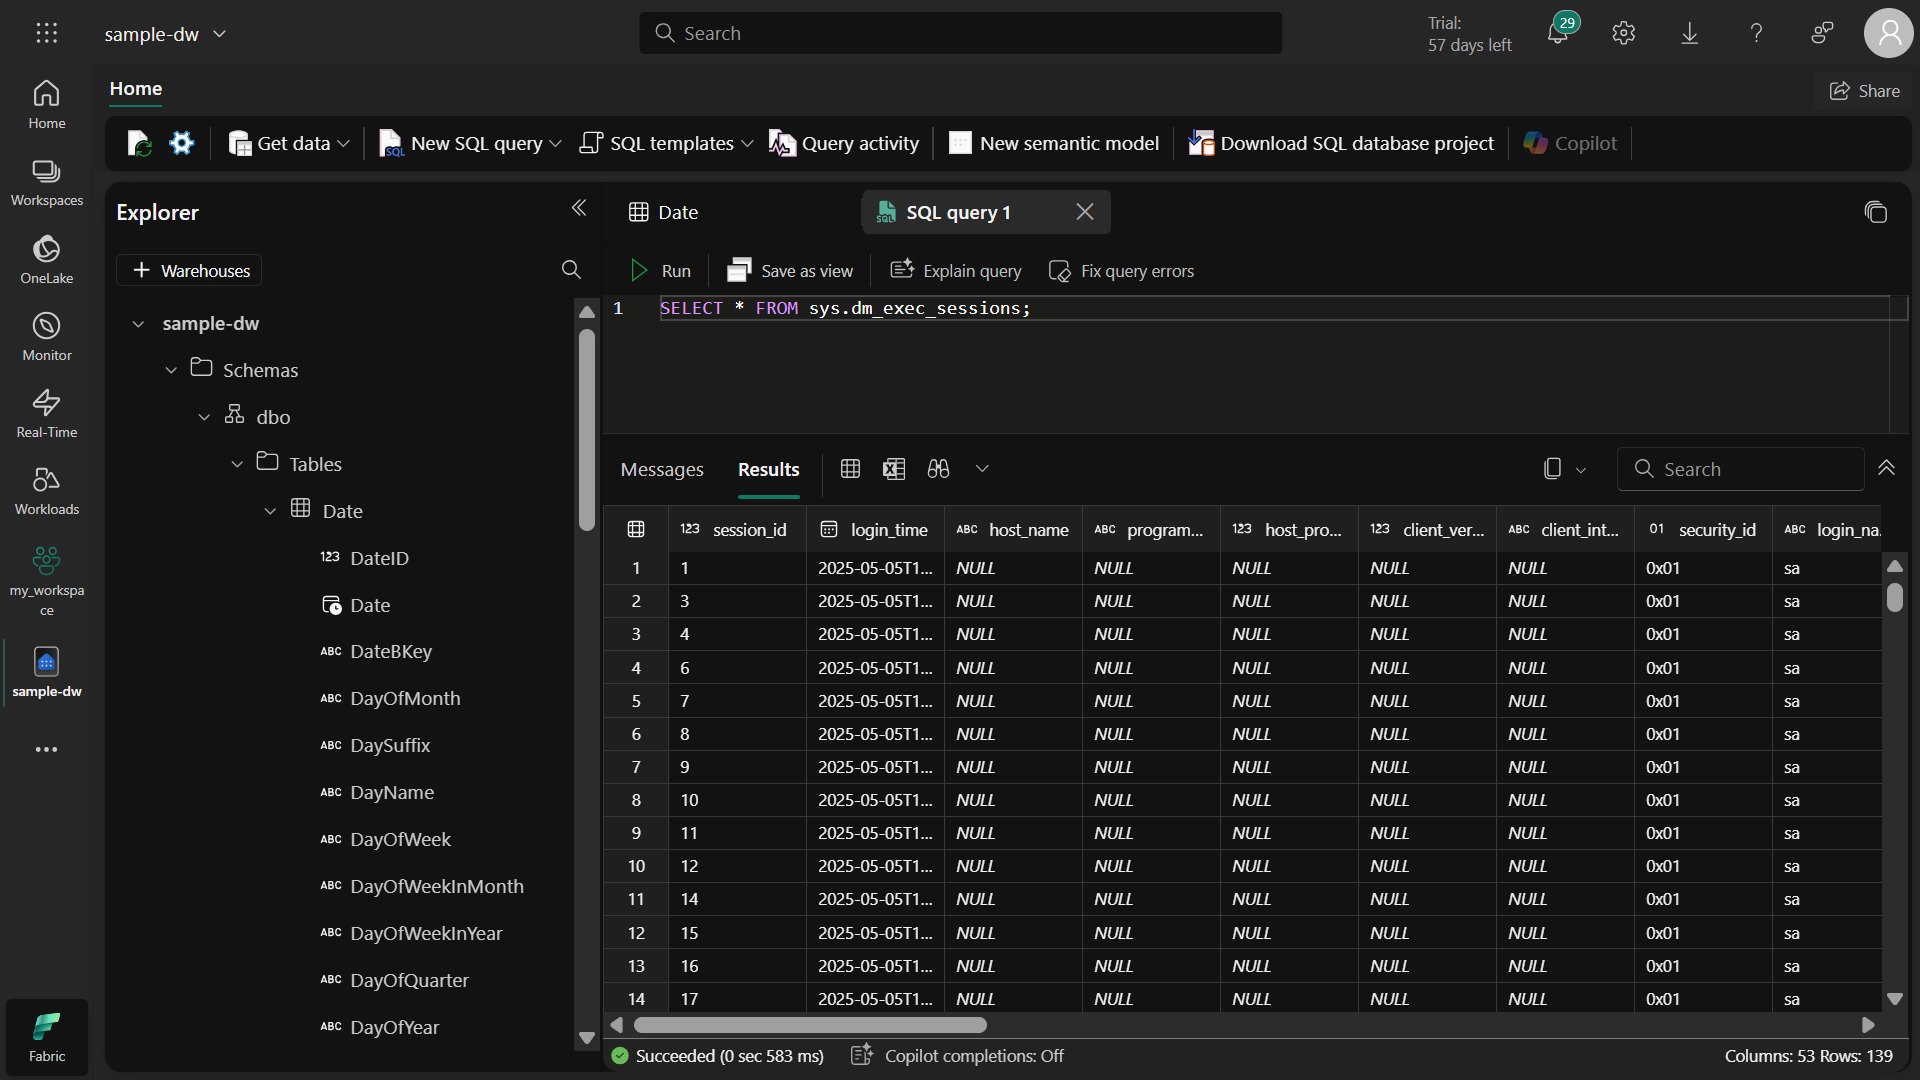 sample-dw
Search
Trial:
57 days left
29
Home
Share
Get data
New SQL query
SQL templates
Query activity
New semantic model
Download SQL database project
Copilot
Home
Workspaces
OneLake
Monitor
Real-Time
Workloads
my_workspa
ce
sample-dw
Fabric
Explorer
Warehouses
sample-dw
Schemas
dbo
Tables
Date
123 DateID
Date
ABC DateBKey
ABC DayOfMonth
ABC DaySuffix
ABC DayName
ABC DayOfWeek
ABC DayOfWeekInMonth
ABC DayOfWeekInYear
ABC DayOfQuarter
ABC DayOfYear
Date
SQL query 1
Run
Save as view
Explain query
Fix query errors
1 SELECT * FROM sys.dm_exec_sessions;
Messages
Results
Search
123 session_id login_time ABC host_name ABC program... 123 host_pro... 123 client_ver... ABC client_int... 01 security_id ABC login_na.
1 1 2025-05-05T1... NULL NULL NULL NULL NULL 0x01 sa
2 3 2025-05-05T1... NULL NULL NULL NULL NULL 0x01 sa
3 4 2025-05-05T1... NULL NULL NULL NULL NULL 0x01 sa
4 6 2025-05-05T1... NULL NULL NULL NULL NULL 0x01 sa
5 7 2025-05-05T1... NULL NULL NULL NULL NULL 0x01 sa
6 8 2025-05-05T1... NULL NULL NULL NULL NULL 0x01 sa
7 9 2025-05-05T1... NULL NULL NULL NULL NULL 0x01 sa
8 10 2025-05-05T1... NULL NULL NULL NULL NULL 0x01 sa
9 11 2025-05-05T1... NULL NULL NULL NULL NULL 0x01 sa
10 12 2025-05-05T1... NULL NULL NULL NULL NULL 0x01 sa
11 14 2025-05-05T1... NULL NULL NULL NULL NULL 0x01 sa
12 15 2025-05-05T1... NULL NULL NULL NULL NULL 0x01 sa
13 16 2025-05-05T1... NULL NULL NULL NULL NULL 0x01 sa
14 17 2025-05-05T1... NULL NULL NULL NULL NULL 0x01 sa
Succeeded (0 sec 583 ms)
Copilot completions: Off
Columns: 53 Rows: 139